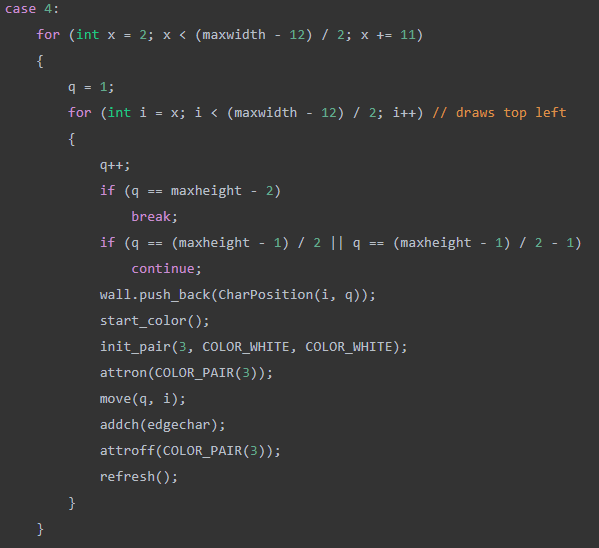 case 4:
    for (int x = 2; x < (maxwidth - 12) / 2; x += 11)
    {
        q = 1;
        for (int i = x; i < (maxwidth - 12) / 2; i++) // draws top left
        {
            q++;
            if (q == maxheight - 2)
                break;
            if (q == (maxheight - 1) / 2 || q == (maxheight - 1) / 2 - 1)
                continue;
            wall.push_back(CharPosition(i, q));
            start_color();
            init_pair(3, COLOR_WHITE, COLOR_WHITE);
            attron(COLOR_PAIR(3));
            move(q, i);
            addch(edgechar);
            attroff(COLOR_PAIR(3));
            refresh();
        }
    }